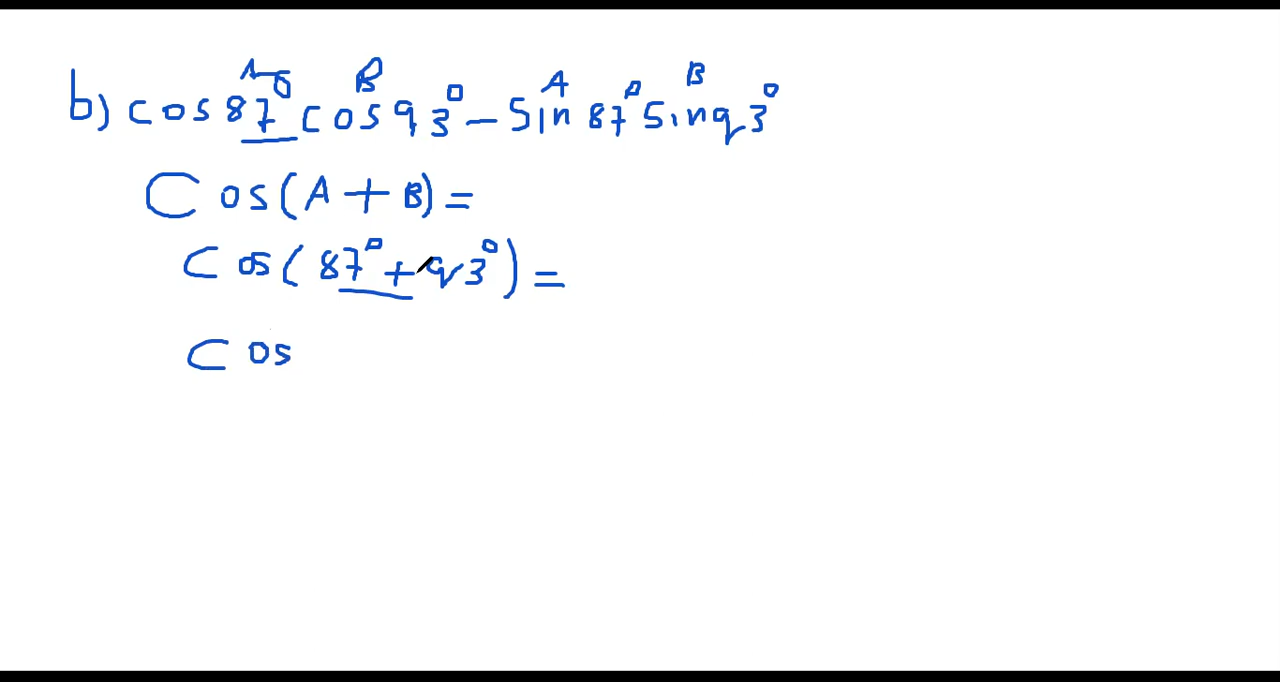 A B A B
b) cos 87° cos 93° - Sin 87° Sin 93°
Cos(A + B) =
Cos(87° + 93°) =
Cos